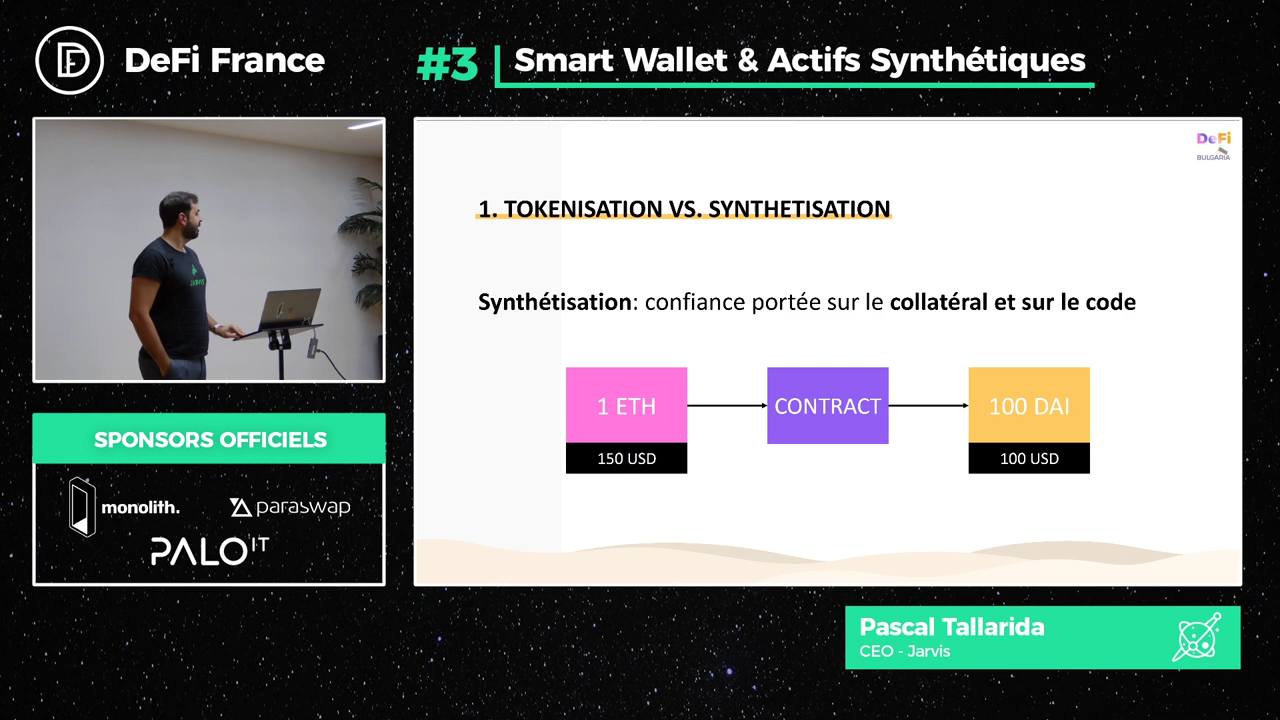 DeFi France
#3
Smart Wallet & Actifs Synthétiques
DeFi
BULGARIA
1. TOKENISATION VS. SYNTHETISATION
Synthétisation: confiance portée sur le collatéral et sur le code
1 ETH
CONTRACT
100 DAI
150 USD
100 USD
SPONSORS OFFICIELS
monolith.
paraswap
PALO IT
Pascal Tallarida
CEO - Jarvis